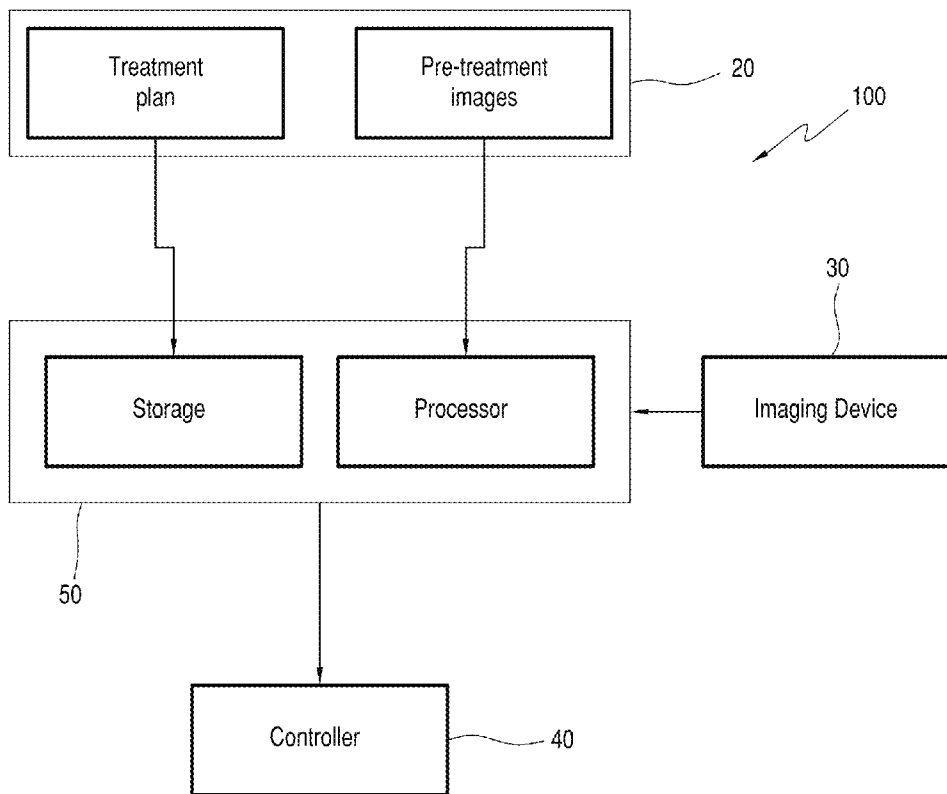 Treatment
plan
Pre-treatment
images
20
100
30
Storage
Processor
Imaging Device
50
Controller
40